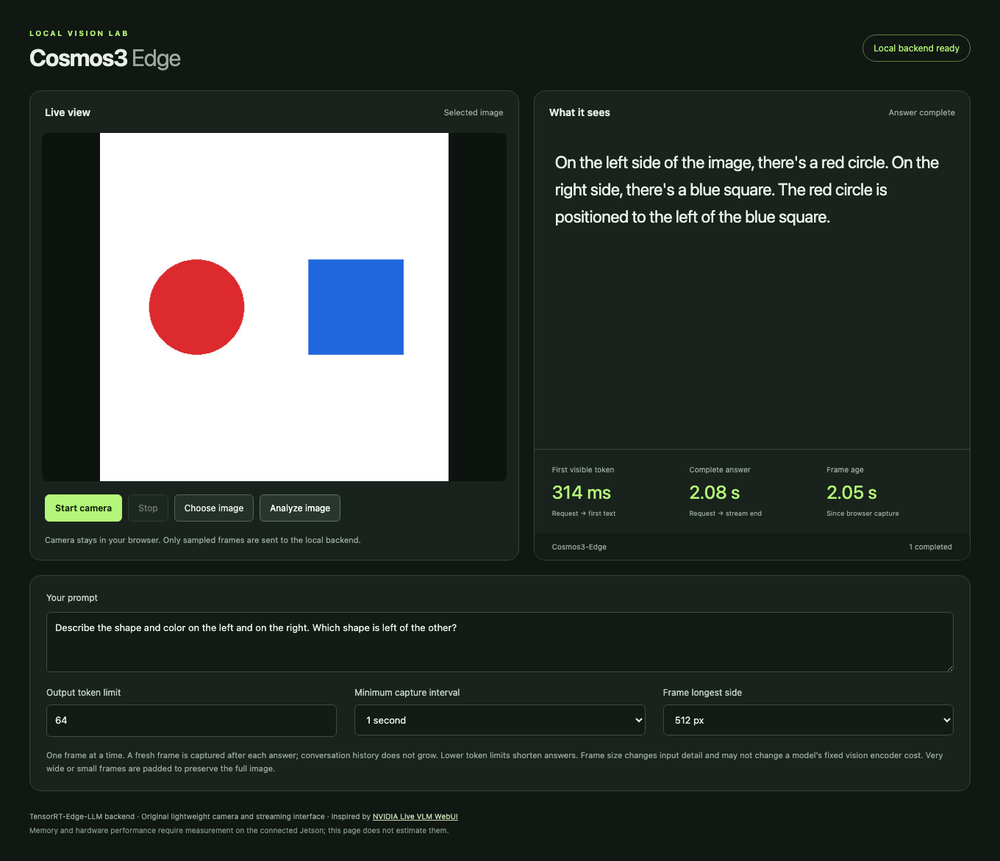 LOCAL VISION LAB
Cosmos3 Edge
Local backend ready
Live view
Selected image
Start camera
Stop
Choose image
Analyze image
Camera stays in your browser. Only sampled frames are sent to the local backend.
What it sees
Answer complete
On the left side of the image, there's a red circle. On the
right side, there's a blue square. The red circle is
positioned to the left of the blue square.
First visible token
314 ms
Request → first text
Complete answer
2.08 s
Request → stream end
Frame age
2.05 s
Since browser capture
Cosmos3-Edge
1 completed
Your prompt
Describe the shape and color on the left and on the right. Which shape is left of the other?
Output token limit
64
Minimum capture interval
1 second
Frame longest side
512 px
One frame at a time. A fresh frame is captured after each answer; conversation history does not grow. Lower token limits shorten answers. Frame size changes input detail and may not change a model’s fixed vision encoder cost. Very
wide or small frames are padded to preserve the full image.
TensorRT-Edge-LLM backend · Original lightweight camera and streaming interface · Inspired by NVIDIA Live VLM WebUI
Memory and hardware performance require measurement on the connected Jetson; this page does not estimate them.